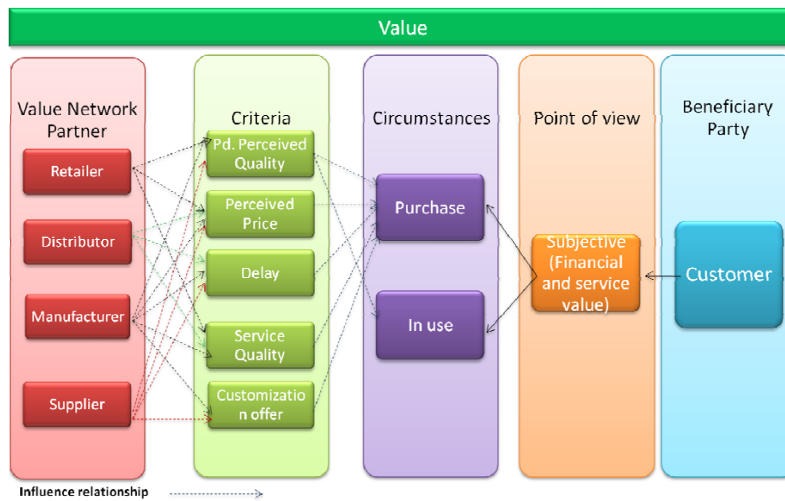 Value
Value Network
Partner
Retailer
Distributor
Manufacturer
Supplier
Criteria
Pd. Perceived
Quality
Perceived
Price
Delay
Service
Quality
Customizatio
n offer
Circumstances
Purchase
In use
Point of view
Subjective
(Financial
and service
value)
Beneficiary
Party
Customer
Influence relationship